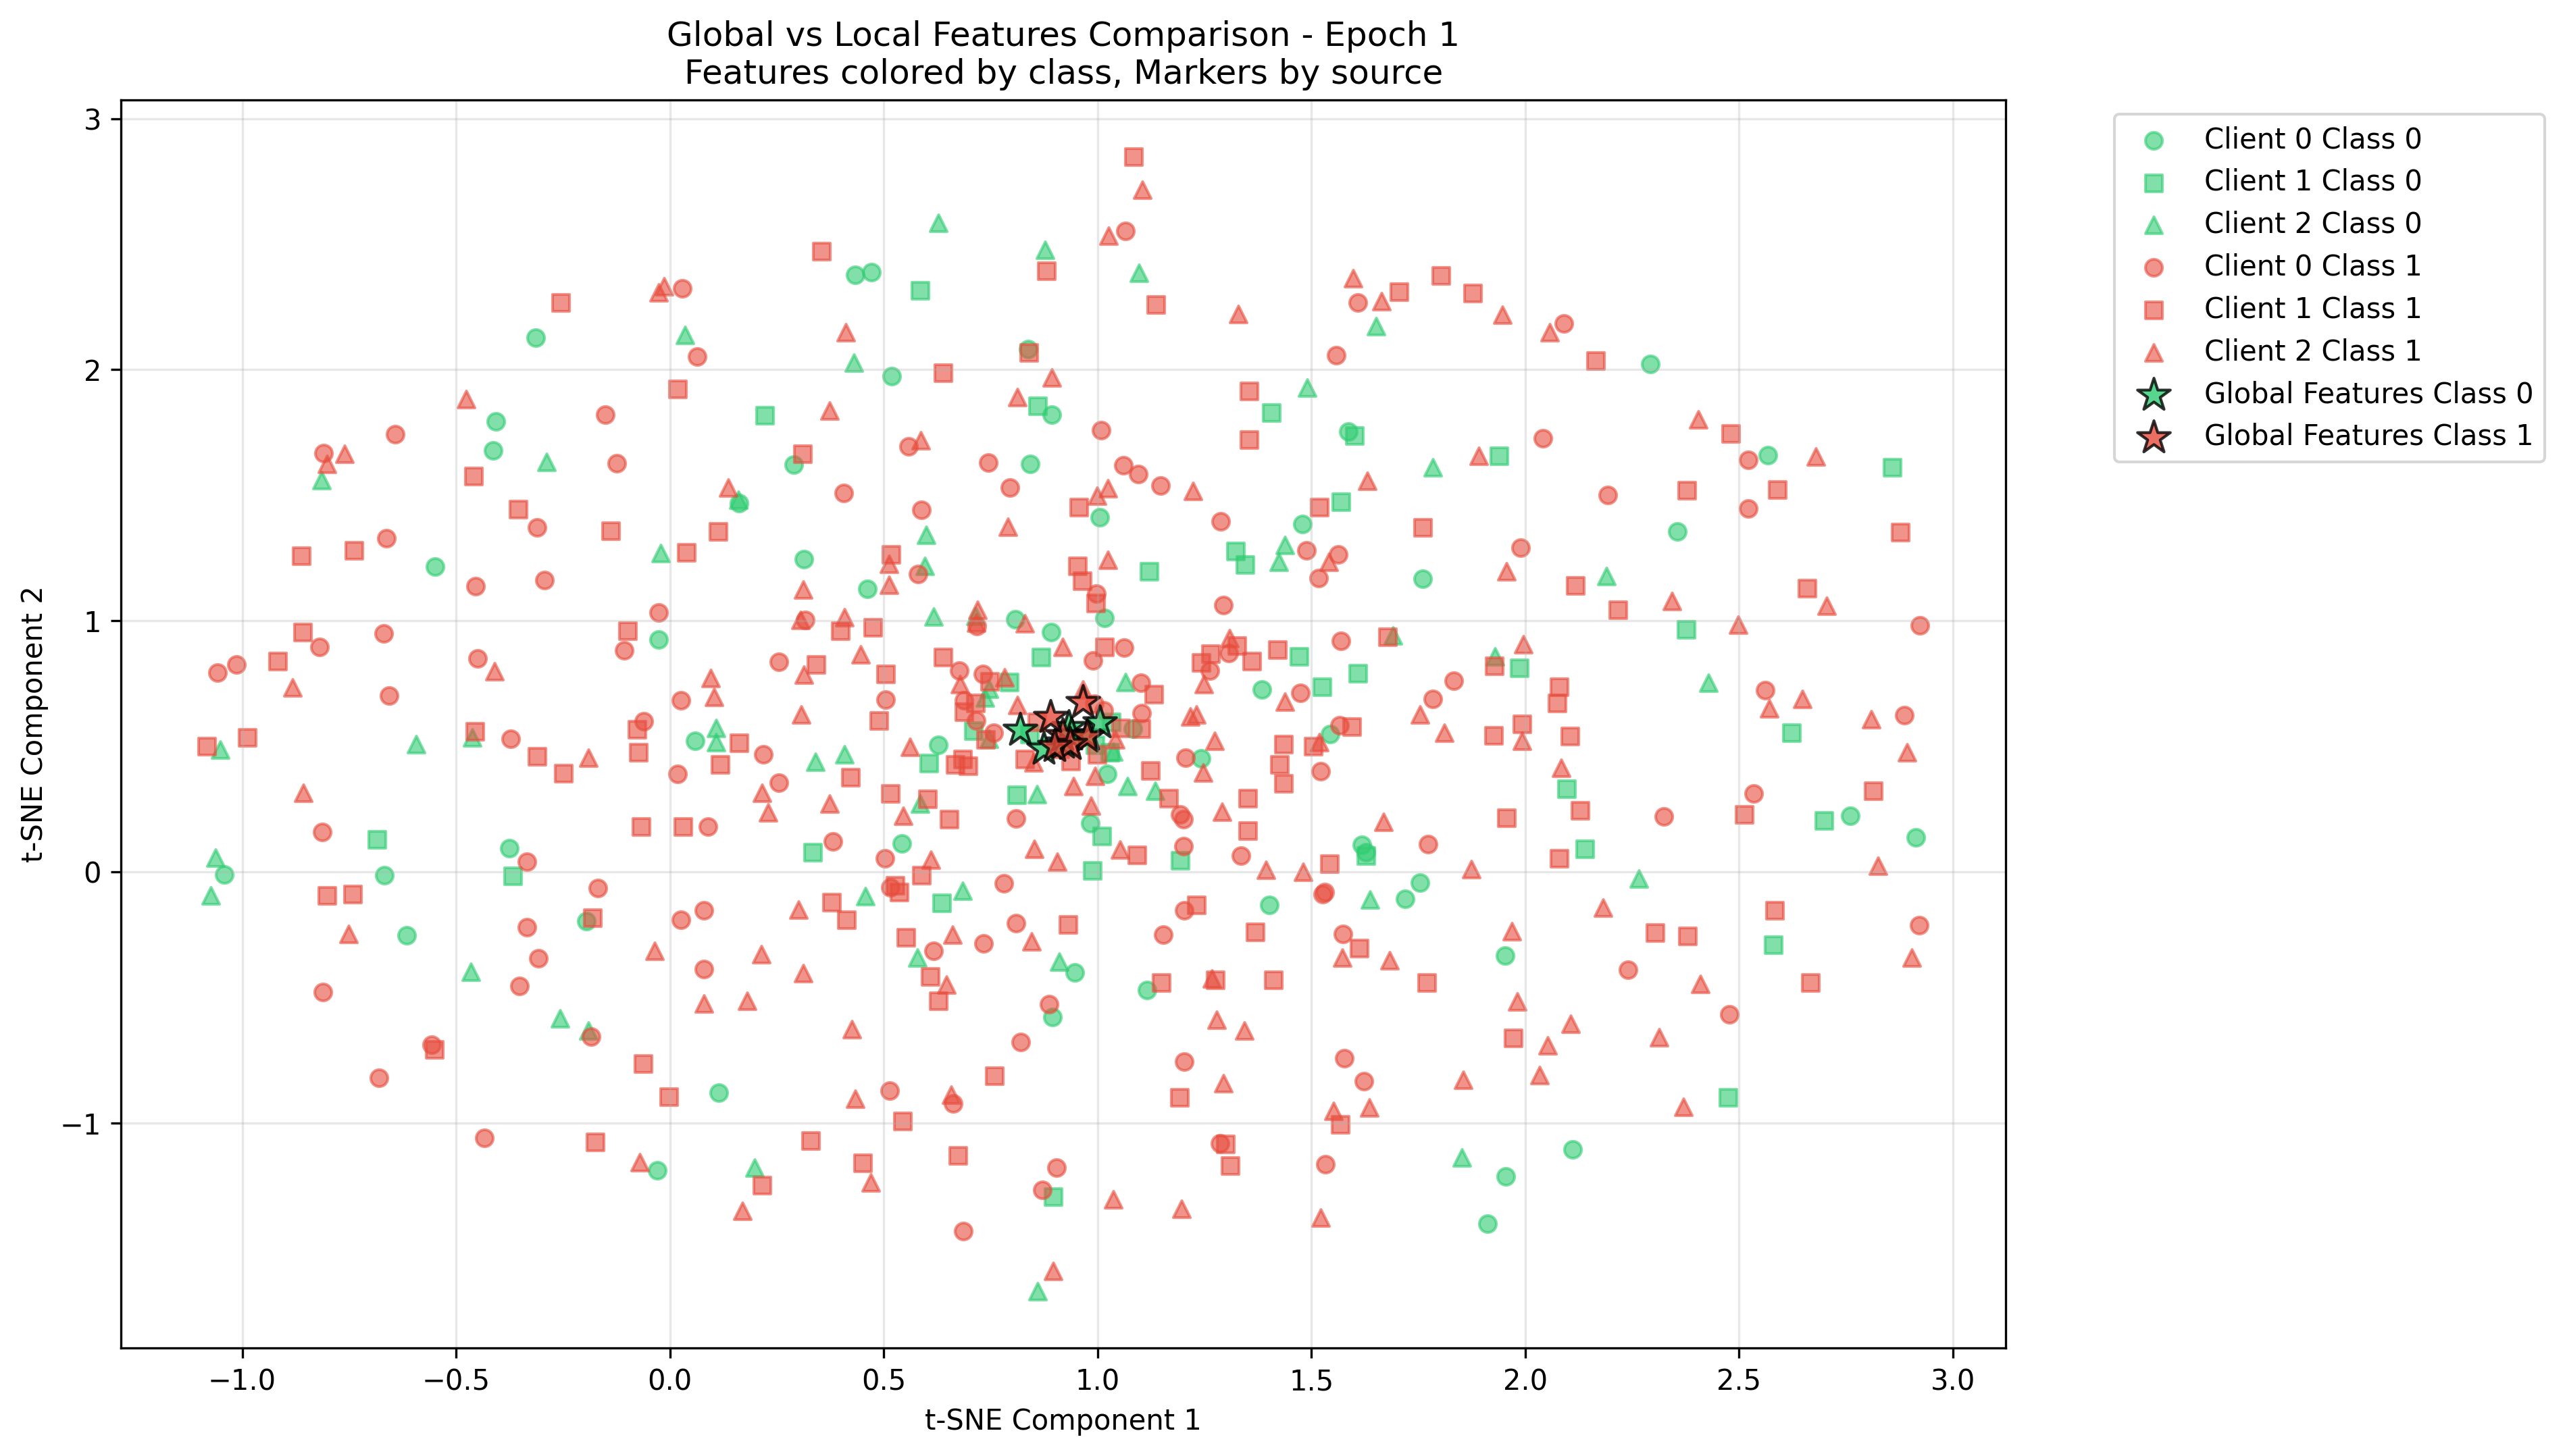 Global vs Local Features Comparison - Epoch 1
Features colored by class, Markers by source
3
2
1
0
−1
t-SNE Component 2
−1.0
−0.5
0.0
0.5
1.0
1.5
2.0
2.5
3.0
t-SNE Component 1
Client 0 Class 0
Client 1 Class 0
Client 2 Class 0
Client 0 Class 1
Client 1 Class 1
Client 2 Class 1
Global Features Class 0
Global Features Class 1